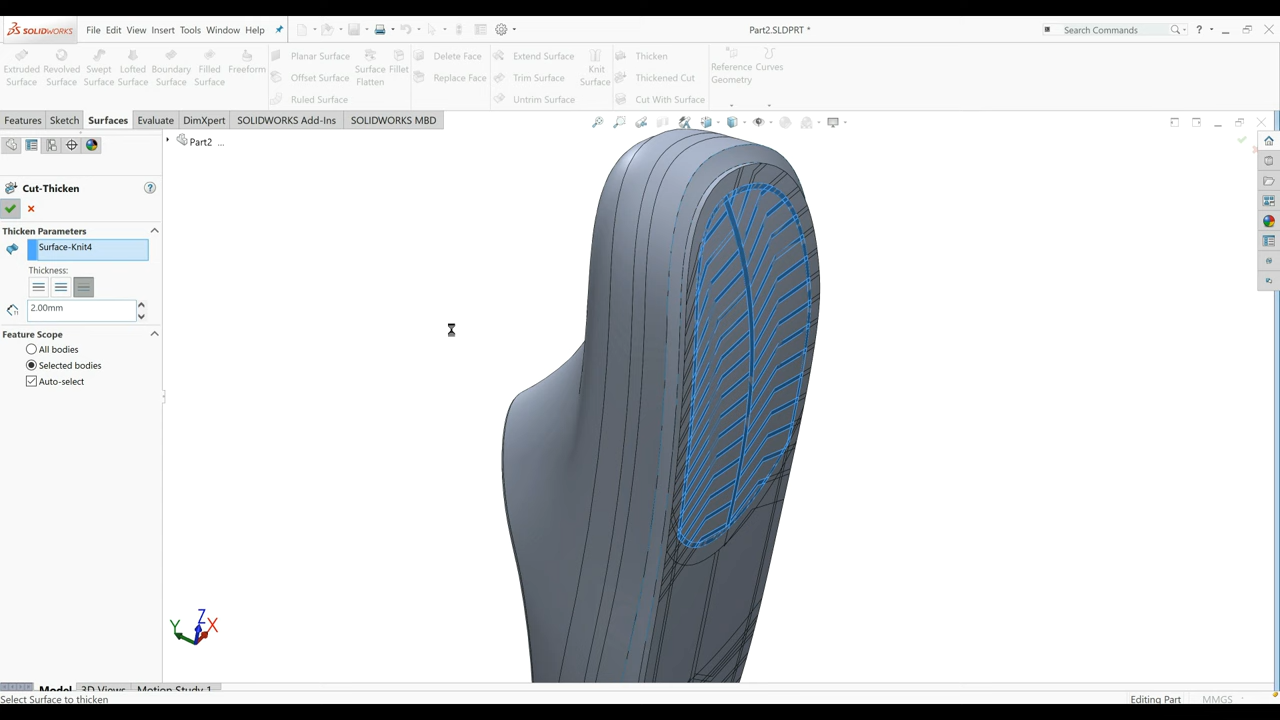 SOLIDWORKS
File Edit View Insert Tools Window Help
Part2.SLDPRT *
Search Commands
?
Extruded Surface
Revolved Surface
Swept Surface
Lofted Surface
Boundary Surface
Filled Surface
Freeform
Planar Surface
Offset Surface
Ruled Surface
Surface Flatten
Fillet
Delete Face
Replace Face
Extend Surface
Trim Surface
Untrim Surface
Knit Surface
Thicken
Thickened Cut
Cut With Surface
Reference Geometry
Curves
Features Sketch Surfaces Evaluate DimXpert SOLIDWORKS Add-Ins SOLIDWORKS MBD
Part2 ...
Cut-Thicken
?
Thicken Parameters
Surface-Knit4
Thickness:
2.00mm
Feature Scope
All bodies
Selected bodies
Auto-select
Z
Y
X
Model 3D Views Motion Study 1
Select Surface to thicken
Editing Part
MMGS